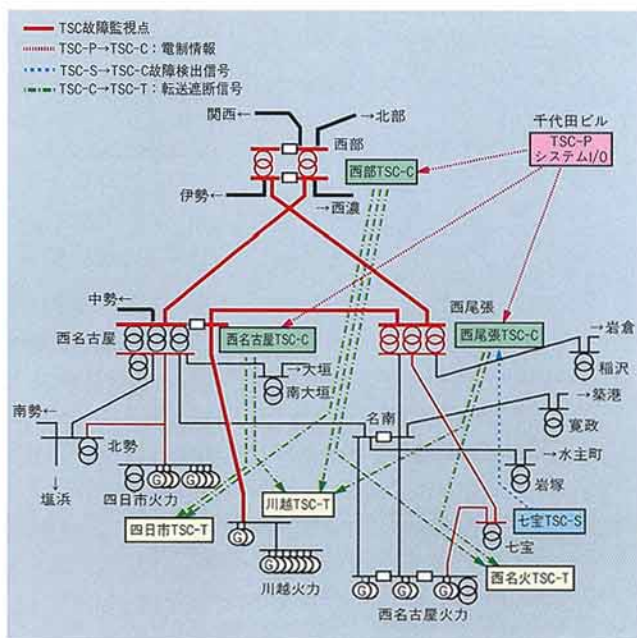 TSC故障監視点
TSC-P→TSC-C:電制情報
TSC-S→TSC-C故障検出信号
TSC-C→TSC-T:転送遮断信号
関西←
→北部
西部
千代田ビル
TSC-P
システムI/O
西部TSC-C
伊勢←
→西濃
中勢←
西名古屋
西名古屋TSC-C
西尾張
西尾張TSC-C
→岩倉
稲沢
→大垣
南大垣
→築港
寛政
南勢←
北勢
名南
→水主町
岩塚
塩浜
四日市火力
G
G
四日市TSC-T
川越TSC-T
七宝TSC-S
七宝
G
G
川越火力
G
G
G
西名古屋火力
西名火TSC-T